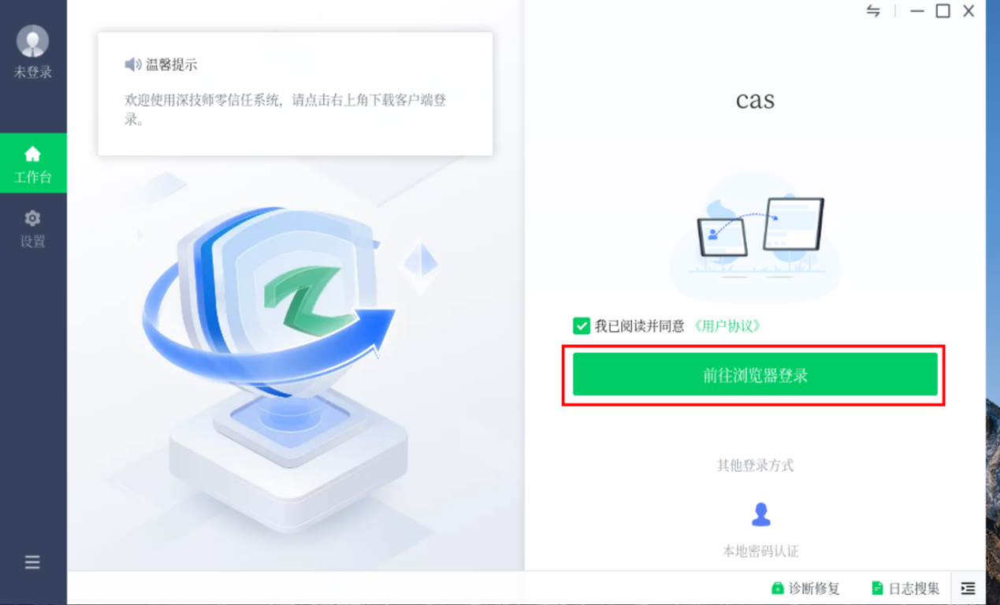 未登录
工作台
设置
温馨提示
欢迎使用深技师零信任系统，请点击右上角下载客户端登
录。
cas
我已阅读并同意 《用户协议》
前往浏览器登录
其他登录方式
本地密码认证
诊断修复
日志搜集